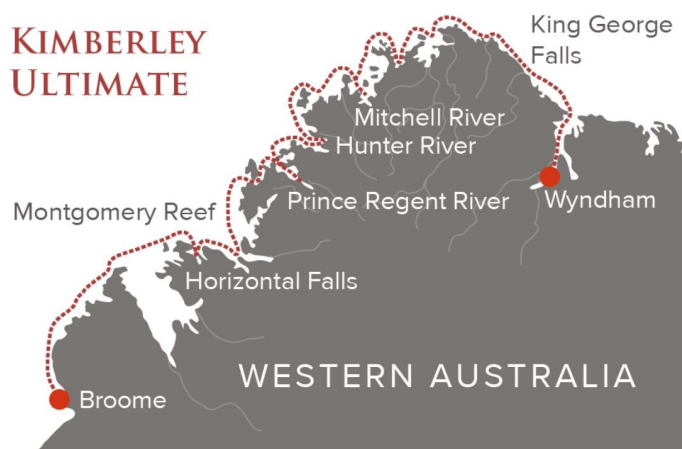 KIMBERLEY
ULTIMATE
King George
Falls
Mitchell River
Hunter River
Prince Regent River
Wyndham
Montgomery Reef
Horizontal Falls
WESTERN AUSTRALIA
Broome